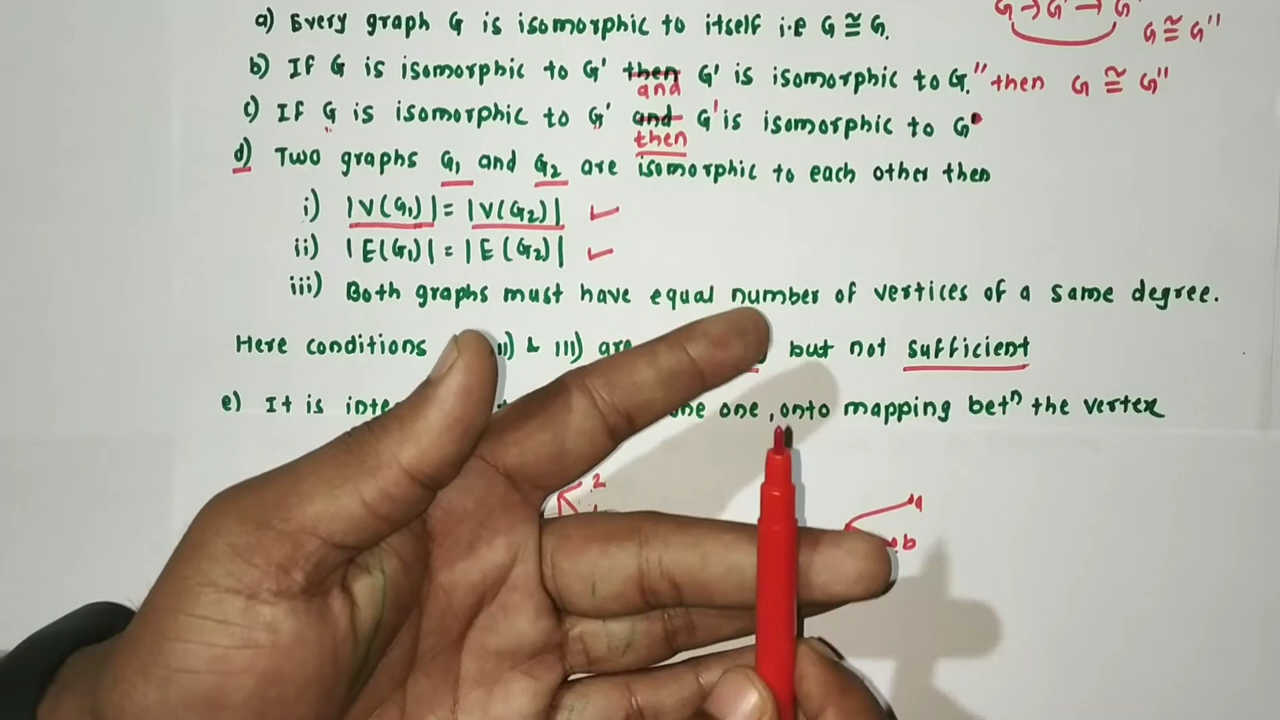 G → G' → G
G ≅ G''
a) Every graph G is isomorphic to itself i.e G ≅ G.
b) If G is isomorphic to G' then and G' is isomorphic to G.'' then G ≅ G''
c) If G is isomorphic to G' and then G' is isomorphic to G
d) Two graphs G1 and G2 are isomorphic to each other then
i) |V(G1)| = |V(G2)| ✓
ii) |E(G1)| = |E(G2)| ✓
iii) Both graphs must have equal number of vertices of a same degree.
Here conditions ii) & iii) are but not sufficient
e) It is one one, onto mapping betⁿ the vertex
2
a
b